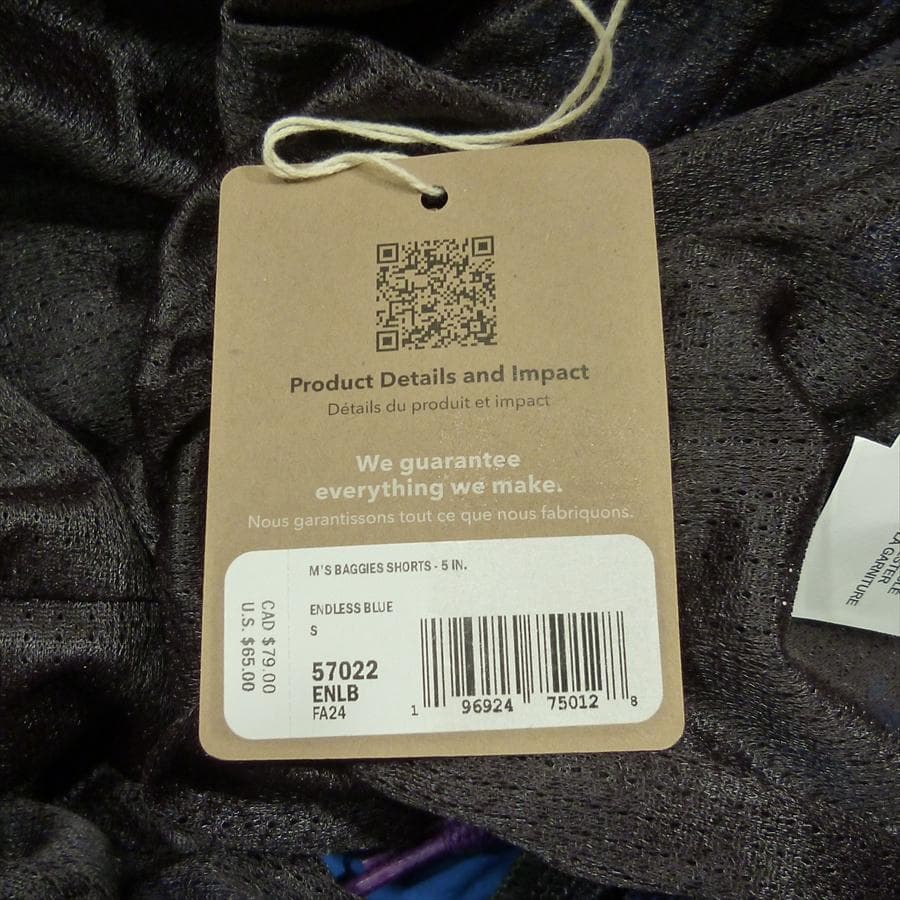 Product Details and Impact
Détails du produit et impact
We guarantee
everything we make.
Nous garantissons tout ce que nous fabriquons.
M'S BAGGIES SHORTS - 5 IN.
ENDLESS BLUE
S
57022
ENLB
FA24
CAD $79.00
U.S. $65.00
1 96924 75012 8
LA GARNITURE